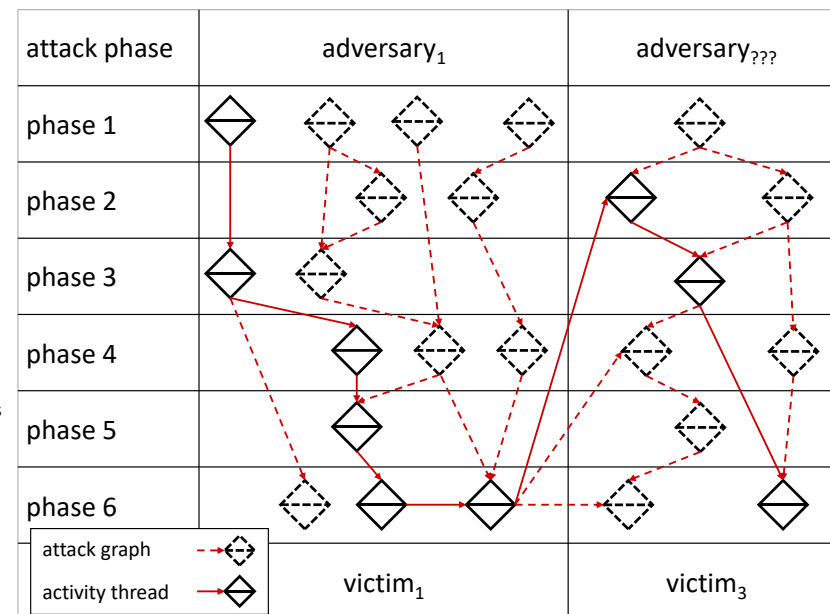 attack phase adversary1 adversary???
phase 1
phase 2
phase 3
phase 4
phase 5
s
phase 6
attack graph
activity thread
victim1 victim3